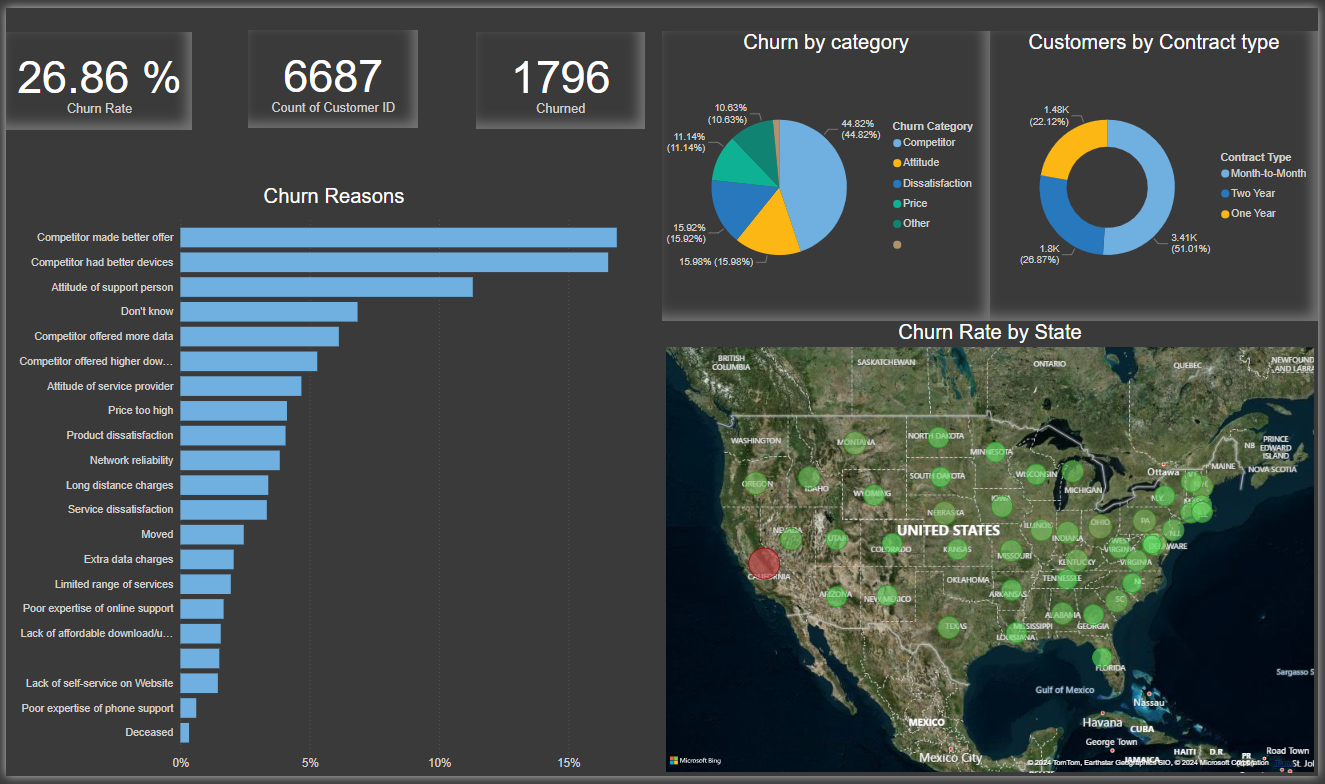 26.86 %
Churn Rate
6687
Count of Customer ID
1796
Churned
Churn Reasons
Competitor made better offer
Competitor had better devices
Attitude of support person
Don't know
Competitor offered more data
Competitor offered higher dow...
Attitude of service provider
Price too high
Product dissatisfaction
Network reliability
Long distance charges
Service dissatisfaction
Moved
Extra data charges
Limited range of services
Poor expertise of online support
Lack of affordable download/u...
Lack of self-service on Website
Poor expertise of phone support
Deceased
0%
5%
10%
15%
Churn by category
44.82%
(44.82%)
15.98% (15.98%)
15.92%
(15.92%)
11.14%
(11.14%)
10.63%
(10.63%)
Churn Category
Competitor
Attitude
Dissatisfaction
Price
Other
Customers by Contract type
1.48K
(22.12%)
3.41K
(51.01%)
1.8K
(26.87%)
Contract Type
Month-to-Month
Two Year
One Year
Churn Rate by State
BRITISH
COLUMBIA
SASKATCHEWAN
ONTARIO
QUEBEC
NEWFOUND
AND LABRA
WASHINGTON
MONTANA
NORTH DAKOTA
MINNESOTA
NB
PRINCE
EDWARD
ISLAND
Ottawa
MAINE
NOVA SCOTIA
OREGON
IDAHO
SOUTH DAKOTA
WISCONSIN
MICHIGAN
WYOMING
IOWA
N.Y.
NEBRASKA
NEVADA
UTAH
UNITED STATES
ILLINOIS
INDIANA
OHIO
PA
N.J.
COLORADO
KANSAS
MISSOURI
WEST
VIRGINIA
DELAWARE
KENTUCKY
VIRGINIA
CALIFORNIA
OKLAHOMA
TENNESSEE
NC
ARIZONA
NEW MEXICO
ARKANSAS
SC
ALABAMA
TEXAS
MISSISSIPPI
GEORGIA
LOUISIANA
FLORIDA
Sargasso S
Gulf of Mexico
Nassau
MEXICO
Havana
CUBA
George Town
HAITI
D.R.
PR
Road Town
Mexico City
JAMAICA
St. Jo
Microsoft Bing
© 2024 TomTom, Earthstar Geographics SIO, © 2024 Microsoft Corporation